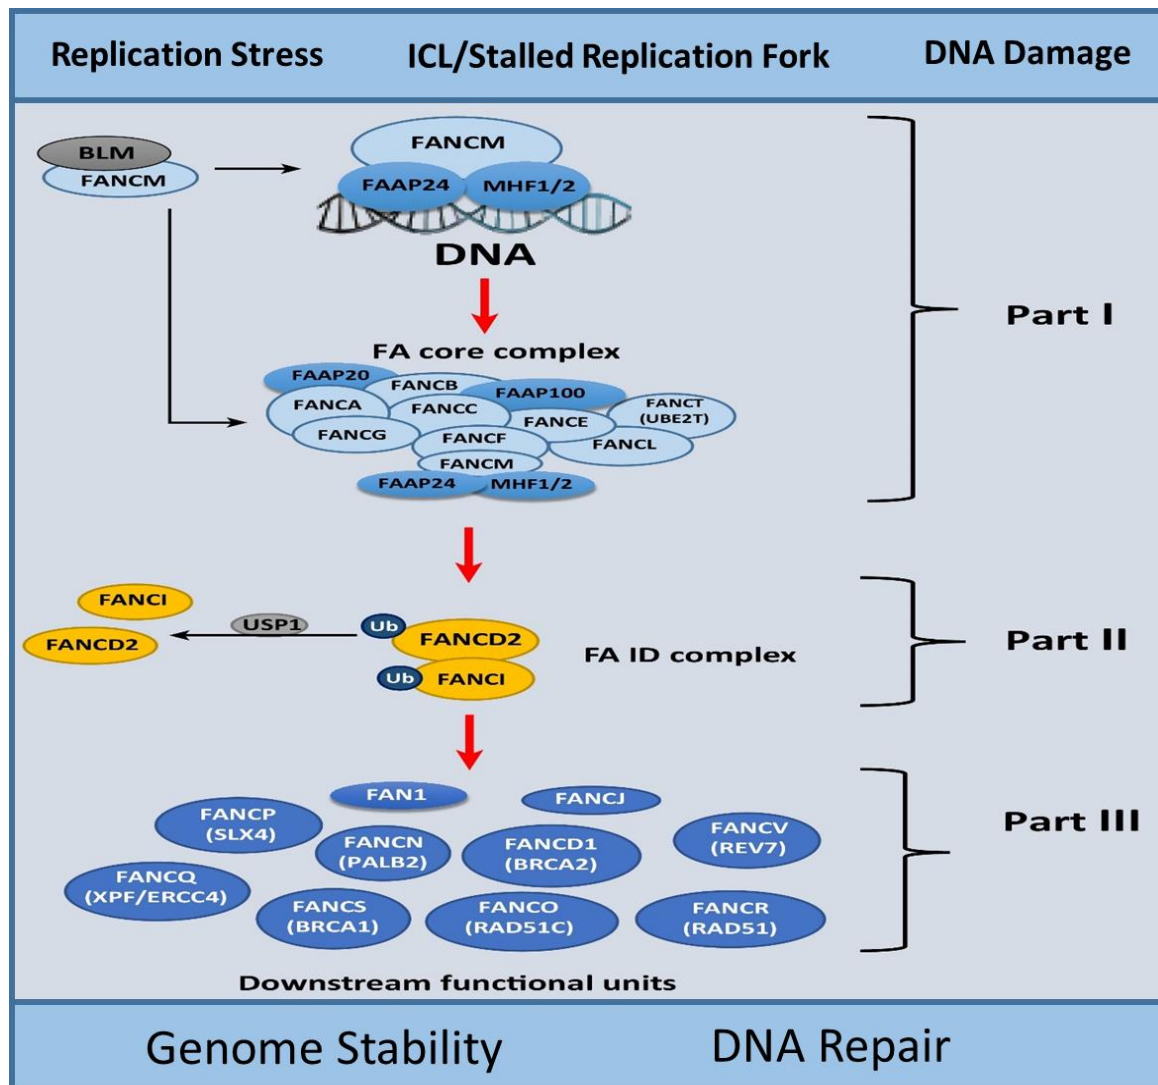 Replication Stress
ICL/Stalled Replication Fork
DNA Damage
BLM
FANCM
FANCM
FAAP24
MHF1/2
DNA
Part I
FA core complex
FAAP20
FANCB
FAAP100
FANCA
FANCC
FANCT
(UBE2T)
FANCE
FANCG
FANCF
FANCL
FANCM
FAAP24
MHF1/2
FANCI
USP1
FANCD2
Ub
FANCD2
Ub
FANCI
FA ID complex
Part II
FAN1
FANCJ
FANCP
(SLX4)
FANCN
(PALB2)
FANCD1
(BRCA2)
FANCV
(REV7)
Part III
FANCQ
(XPF/ERCC4)
FANCS
(BRCA1)
FANCO
(RAD51C)
FANCR
(RAD51)
Downstream functional units
Genome Stability
DNA Repair